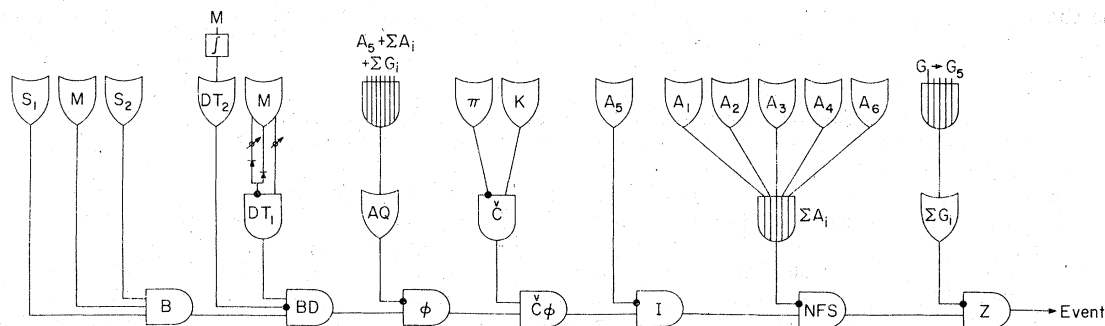 M
∫
A₅ + ΣAᵢ
+ ΣGᵢ
G₁ → G₅
S₁ M S₂ DT₂ M π K A₅ A₁ A₂ A₃ A₄ A₆
DT₁ AQ Č ΣAᵢ ΣGᵢ
B BD ϕ Čϕ I NFS Z Event